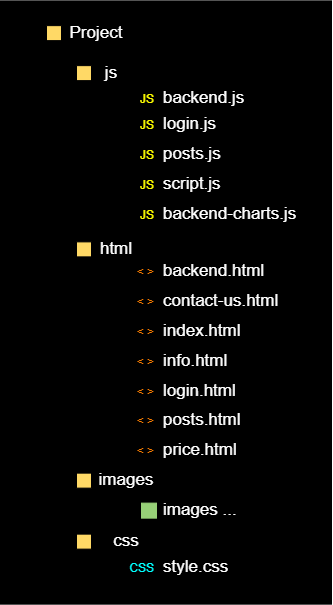 Project
js
JS backend.js
JS login.js
JS posts.js
JS script.js
JS backend-charts.js
html
<> backend.html
<> contact-us.html
<> index.html
<> info.html
<> login.html
<> posts.html
<> price.html
images
images ...
css
css style.css